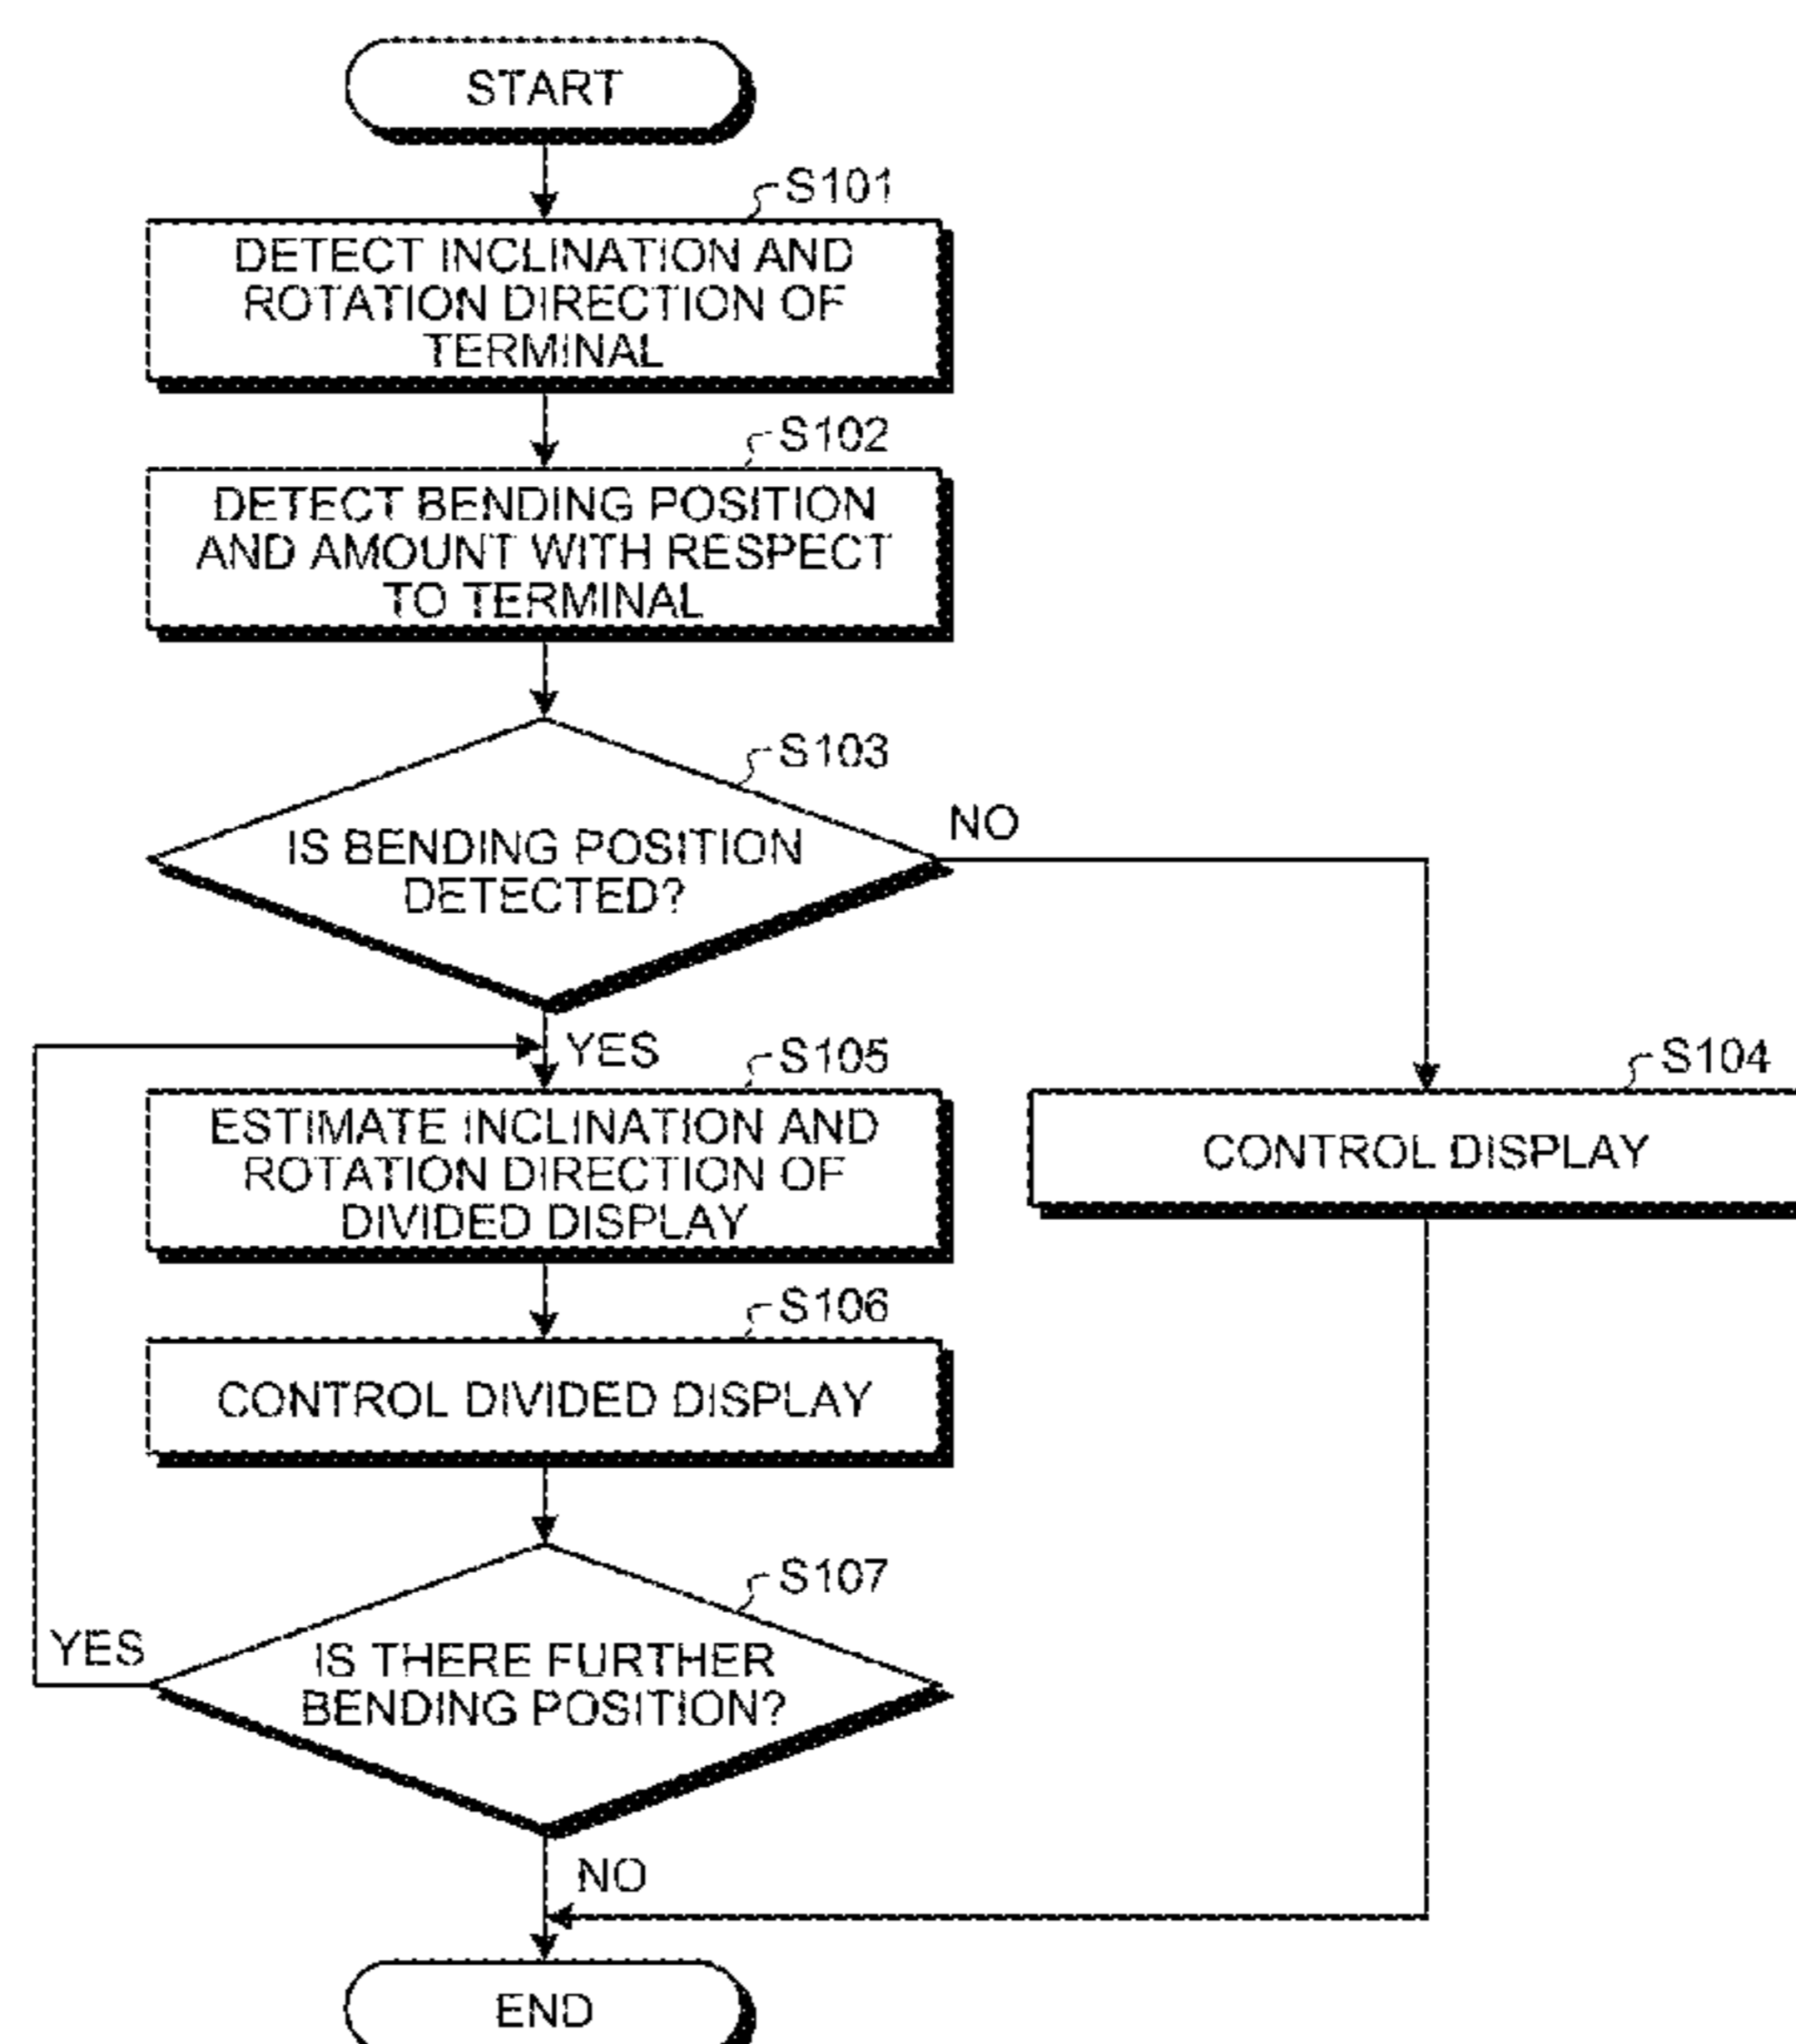 START
S101
DETECT INCLINATION AND
ROTATION DIRECTION OF
TERMINAL
S102
DETECT BENDING POSITION
AND AMOUNT WITH RESPECT
TO TERMINAL
S103
IS BENDING POSITION
DETECTED?
NO
YES
S105
ESTIMATE INCLINATION AND
ROTATION DIRECTION OF
DIVIDED DISPLAY
S104
CONTROL DISPLAY
S106
CONTROL DIVIDED DISPLAY
S107
IS THERE FURTHER
BENDING POSITION?
YES
NO
END